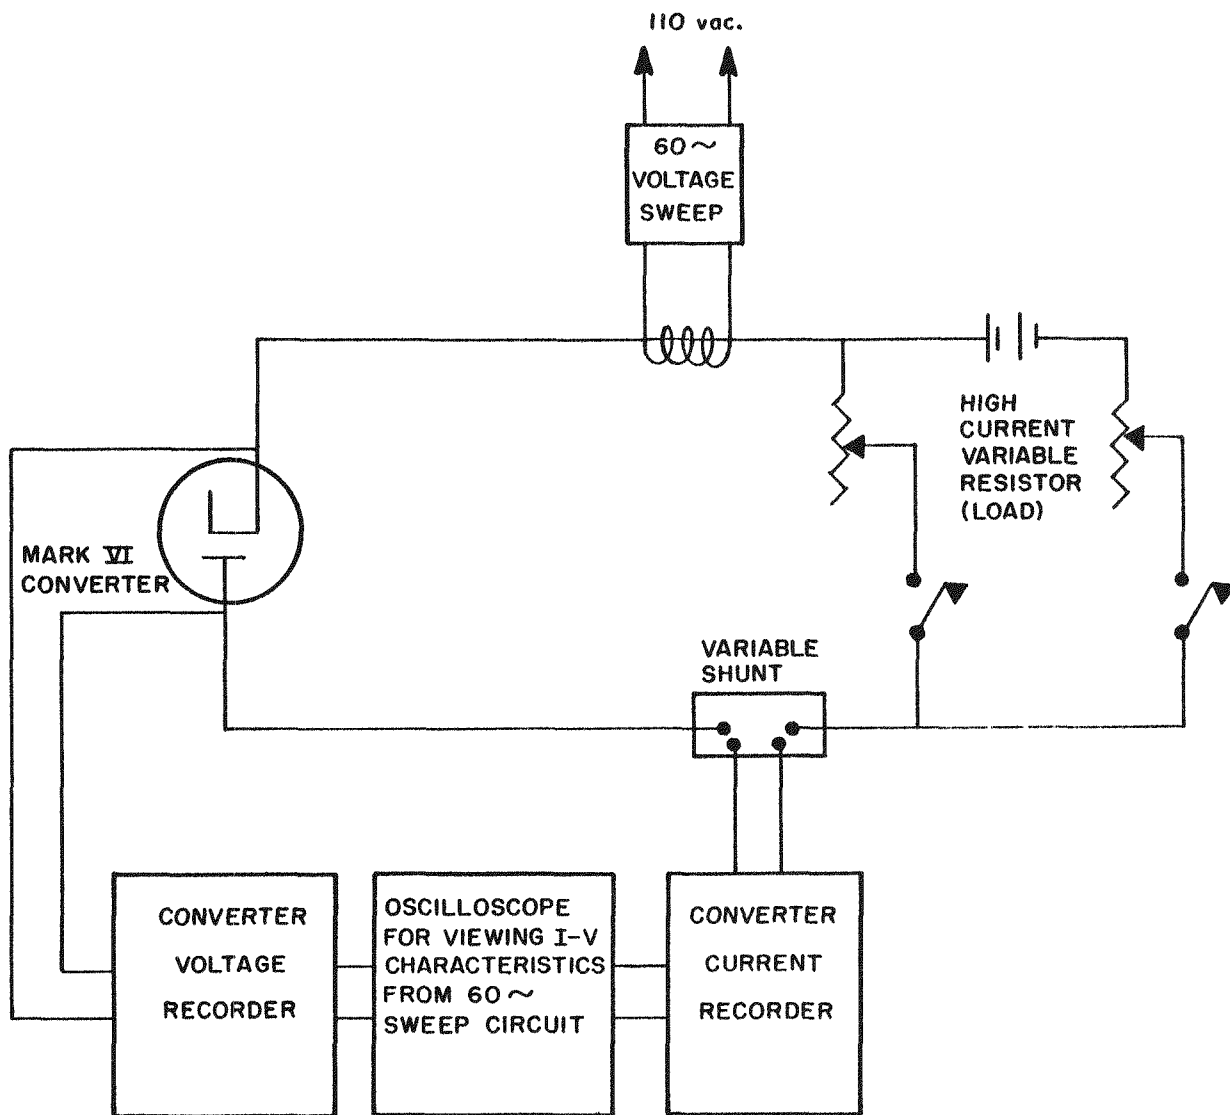 110 vac.
60~
VOLTAGE
SWEEP
HIGH
CURRENT
VARIABLE
RESISTOR
(LOAD)
MARK VI
CONVERTER
VARIABLE
SHUNT
CONVERTER
VOLTAGE
RECORDER
OSCILLOSCOPE
FOR VIEWING I-V
CHARACTERISTICS
FROM 60~
SWEEP CIRCUIT
CONVERTER
CURRENT
RECORDER